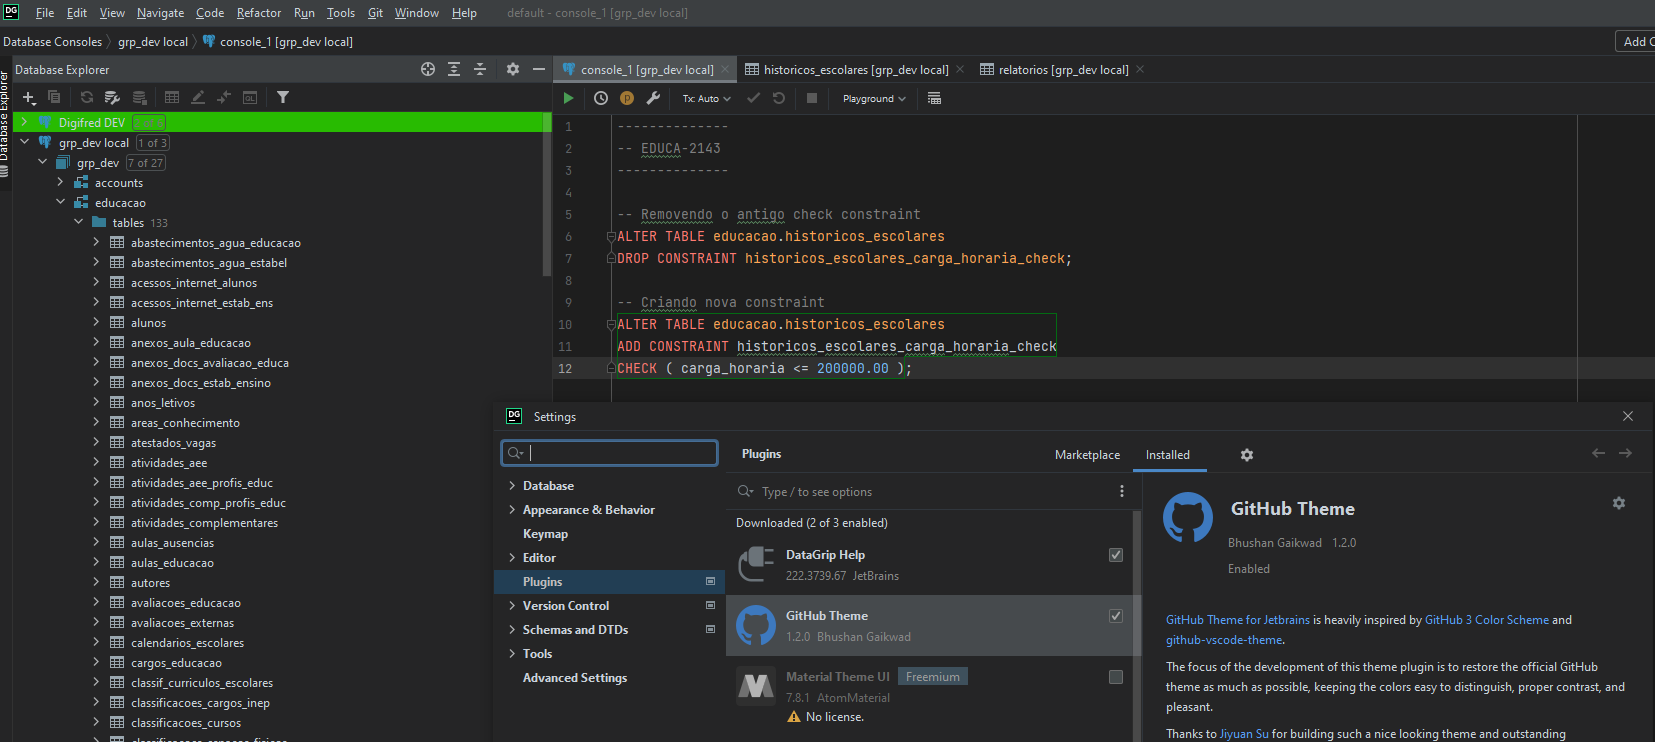 DG File Edit View Navigate Code Refactor Run Tools Git Window Help default - console_1 [grp_dev local]
Database Consoles grp_dev local console_1 [grp_dev local] Add
Database Explorer
Database Explorer
Digifred DEV
grp_dev local 1 of 3
grp_dev 7 of 27
accounts
educacao
tables 133
abastecimentos_agua_educacao
abastecimentos_agua_estabel
acessos_internet_alunos
acessos_internet_estab_ens
alunos
anexos_aula_educacao
anexos_docs_avaliacao_educa
anexos_docs_estab_ensino
anos_letivos
areas_conhecimento
atestados_vagas
atividades_aee
atividades_aee_profis_educ
atividades_comp_profis_educ
atividades_complementares
aulas_ausencias
aulas_educacao
autores
avaliacoes_educacao
avaliacoes_externas
calendarios_escolares
cargos_educacao
classif_curriculos_escolares
classificacoes_cargos_inep
classificacoes_cursos
console_1 [grp_dev local] historicos_escolares [grp_dev local] relatorios [grp_dev local]
Tx: Auto Playground
1 --------------
2 -- EDUCA-2143
3 --------------
4
5 -- Removendo o antigo check constraint
6 ALTER TABLE educacao.historicos_escolares
7 DROP CONSTRAINT historicos_escolares_carga_horaria_check;
8
9 -- Criando nova constraint
10 ALTER TABLE educacao.historicos_escolares
11 ADD CONSTRAINT historicos_escolares_carga_horaria_check
12 CHECK ( carga_horaria <= 200000.00 );
DG Settings
Database
Appearance & Behavior
Keymap
Editor
Plugins
Version Control
Schemas and DTDs
Tools
Advanced Settings
Plugins Marketplace Installed
Type / to see options
Downloaded (2 of 3 enabled)
DataGrip Help
222.3739.67 JetBrains
GitHub Theme
1.2.0 Bhushan Gaikwad
Material Theme UI Freemium
7.8.1 AtomMaterial
No license.
GitHub Theme
Bhushan Gaikwad 1.2.0
Enabled
GitHub Theme for Jetbrains is heavily inspired by GitHub 3 Color Scheme and
github-vscode-theme.
The focus of the development of this theme plugin is to restore the official GitHub
theme as much as possible, keeping the colors easy to distinguish, proper contrast, and
pleasant.
Thanks to Jiyuan Su for building such a nice looking theme and outstanding